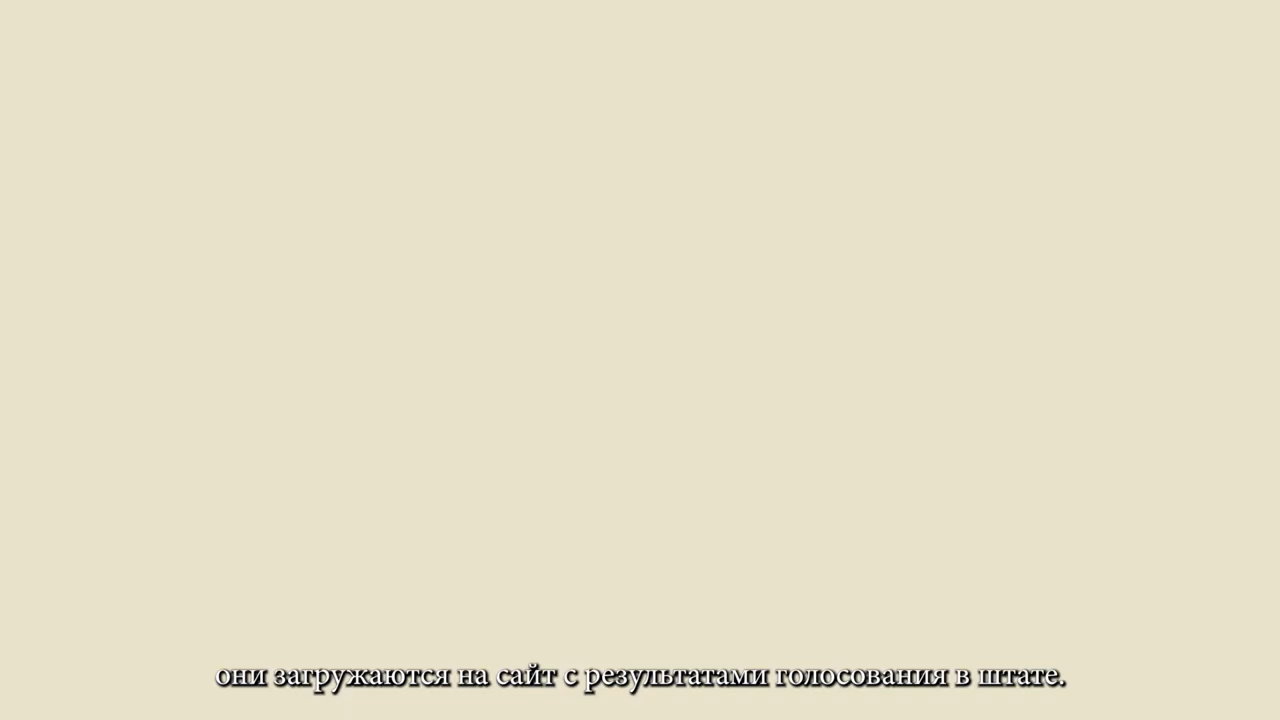 они загружаются на сайт с результатами голосования в штате.